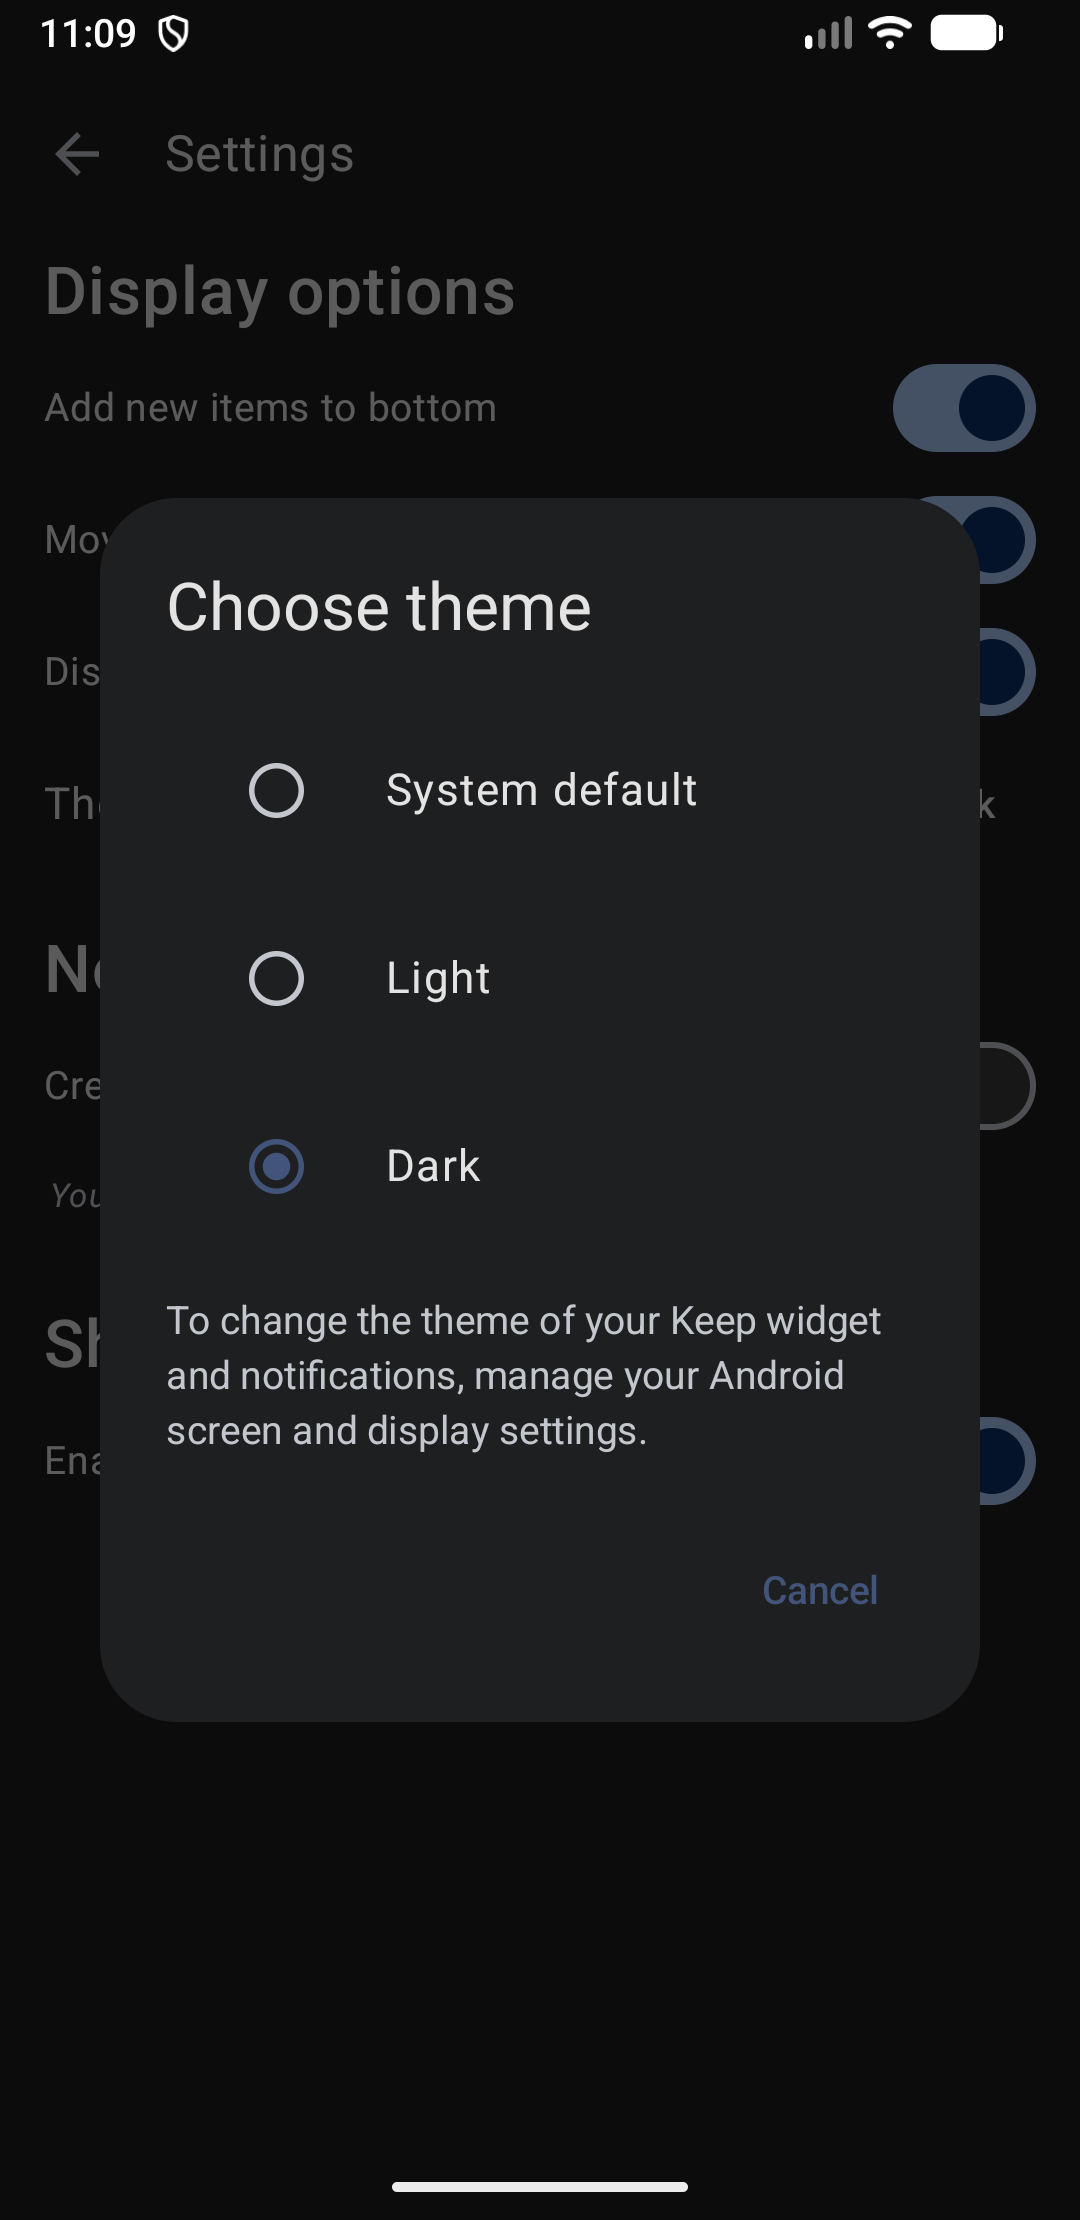 11:09
Settings
Display options
Add new items to bottom
Choose theme
System default
Light
Dark
To change the theme of your Keep widget
and notifications, manage your Android
screen and display settings.
Cancel